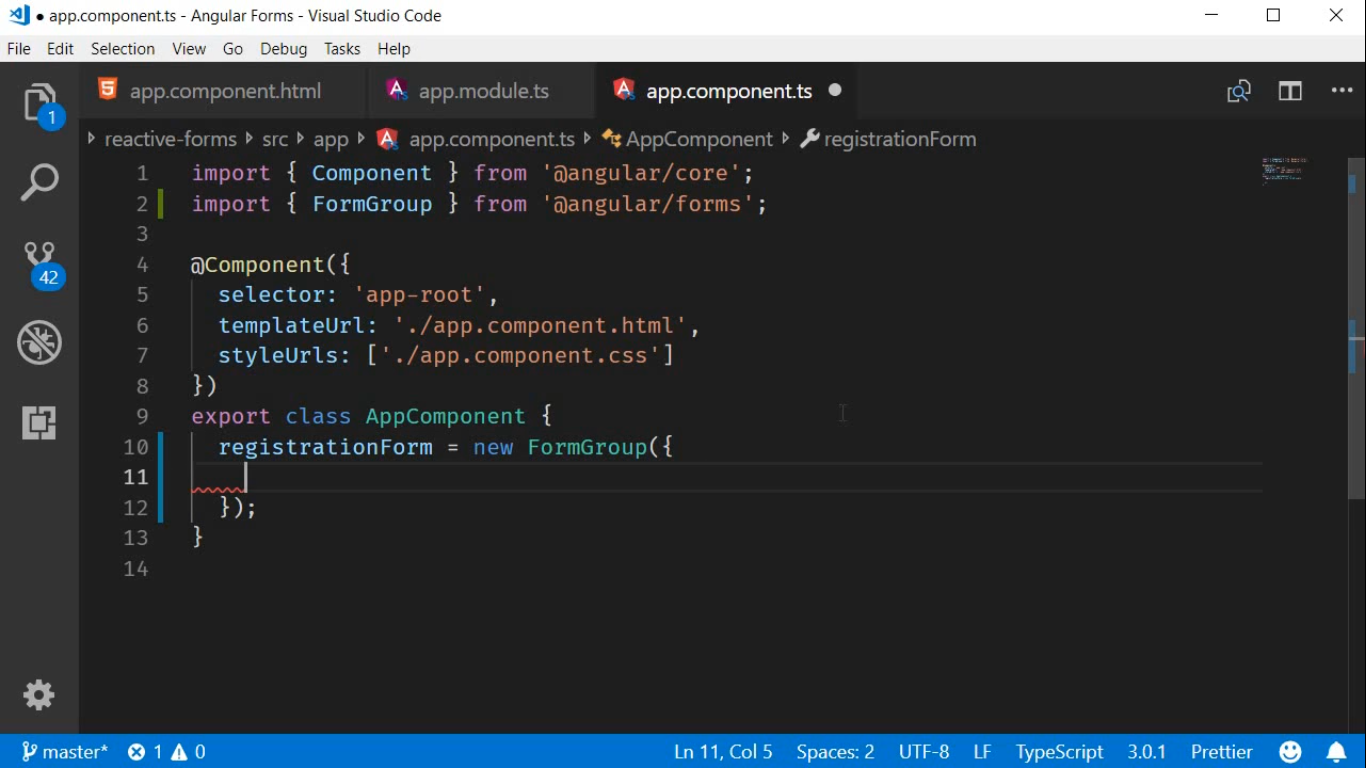 app.component.ts - Angular Forms - Visual Studio Code
File Edit Selection View Go Debug Tasks Help
app.component.html app.module.ts app.component.ts
reactive-forms src app app.component.ts AppComponent registrationForm
1 import { Component } from '@angular/core';
2 import { FormGroup } from '@angular/forms';
3
4 @Component({
5 selector: 'app-root',
6 templateUrl: './app.component.html',
7 styleUrls: ['./app.component.css']
8 })
9 export class AppComponent {
10 registrationForm = new FormGroup({
11
12 });
13 }
14
1
42
master* 1 0 Ln 11, Col 5 Spaces: 2 UTF-8 LF TypeScript 3.0.1 Prettier